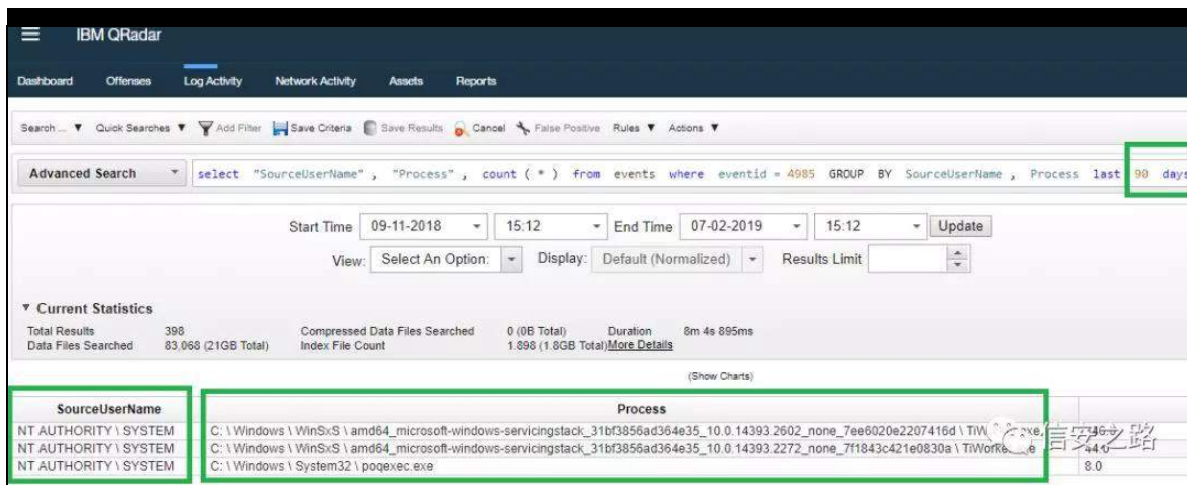 IBM QRadar
Dashboard Offenses Log Activity Network Activity Assets Reports
Search ... Quick Searches Add Filter Save Criteria Save Results Cancel False Positive Rules Actions
Advanced Search select "SourceUserName" , "Process" , count ( * ) from events where eventid = 4985 GROUP BY SourceUserName , Process last 90 days
Start Time 09-11-2018 15:12 End Time 07-02-2019 15:12 Update
View: Select An Option: Display: Default (Normalized) Results Limit
Current Statistics
Total Results 398 Compressed Data Files Searched 0 (0B Total) Duration 8m 4s 895ms
Data Files Searched 83,068 (21GB Total) Index File Count 1.898 (1.8GB Total) More Details
(Show Charts)
SourceUserName Process
NT AUTHORITY \ SYSTEM C: \ Windows \ WinSxS \ amd64_microsoft-windows-servicingstack_31bf3856ad364e35_10.0.14393.2602_none_7ee6020e2207416d \
NT AUTHORITY \ SYSTEM C: \ Windows \ WinSxS \ amd64_microsoft-windows-servicingstack_31bf3856ad364e35_10.0.14393.2272_none_7f1843c421e0830a \ 44.0
NT AUTHORITY \ SYSTEM C: \ Windows \ System32 \ poqexec.exe 8.0
信安之路